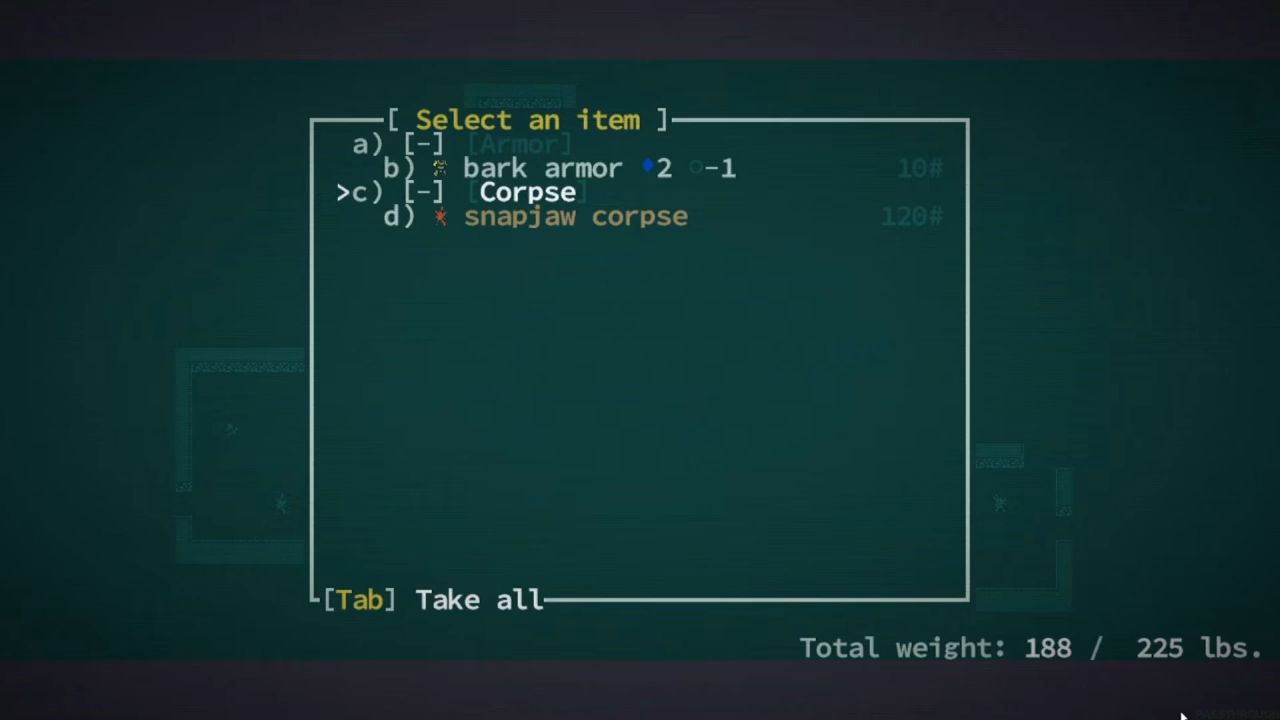 [ Select an item ]
a) [-] [Armor]
b) bark armor ♦2 ○-1 10#
>c) [-] [Corpse]
d) snapjaw corpse 120#
[Tab] Take all
Total weight: 188 / 225 lbs.